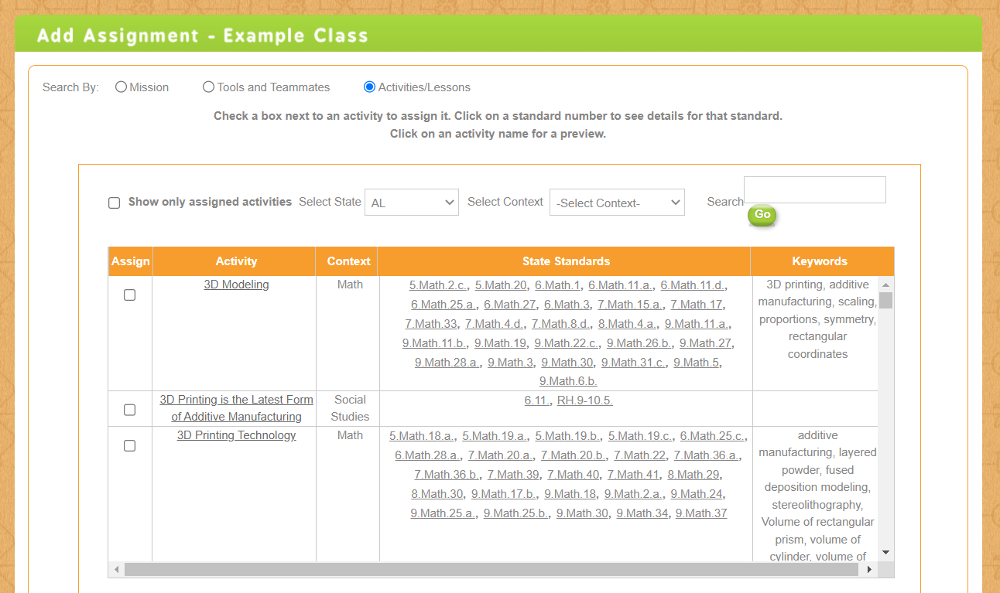 Add Assignment - Example Class
Search By: Mission Tools and Teammates Activities/Lessons
Check a box next to an activity to assign it. Click on a standard number to see details for that standard.
Click on an activity name for a preview.
Show only assigned activities Select State AL Select Context -Select Context- Search
Go
Assign Activity Context State Standards Keywords
3D Modeling Math 5.Math.2.c., 5.Math.20, 6.Math.1, 6.Math.11.a., 6.Math.11.d., 3D printing, additive
6.Math.25.a., 6.Math.27, 6.Math.3, 7.Math.15.a., 7.Math.17, manufacturing, scaling,
7.Math.33, 7.Math.4.d., 7.Math.8.d., 8.Math.4.a., 9.Math.11.a., proportions, symmetry,
9.Math.11.b., 9.Math.19, 9.Math.22.c., 9.Math.26.b., 9.Math.27, rectangular
9.Math.28.a., 9.Math.3, 9.Math.30, 9.Math.31.c., 9.Math.5, coordinates
9.Math.6.b.
3D Printing is the Latest Form Social 6.11., RH.9-10.5.
of Additive Manufacturing Studies
3D Printing Technology Math 5.Math.18.a., 5.Math.19.a., 5.Math.19.b., 5.Math.19.c., 6.Math.25.c., additive
6.Math.28.a., 7.Math.20.a., 7.Math.20.b., 7.Math.22, 7.Math.36.a., manufacturing, layered
7.Math.36.b., 7.Math.39, 7.Math.40, 7.Math.41, 8.Math.29, powder, fused
8.Math.30, 9.Math.17.b., 9.Math.18, 9.Math.2.a., 9.Math.24, deposition modeling,
9.Math.25.a., 9.Math.25.b., 9.Math.30, 9.Math.34, 9.Math.37 stereolithography,
Volume of rectangular
prism, volume of
cylinder, volume of